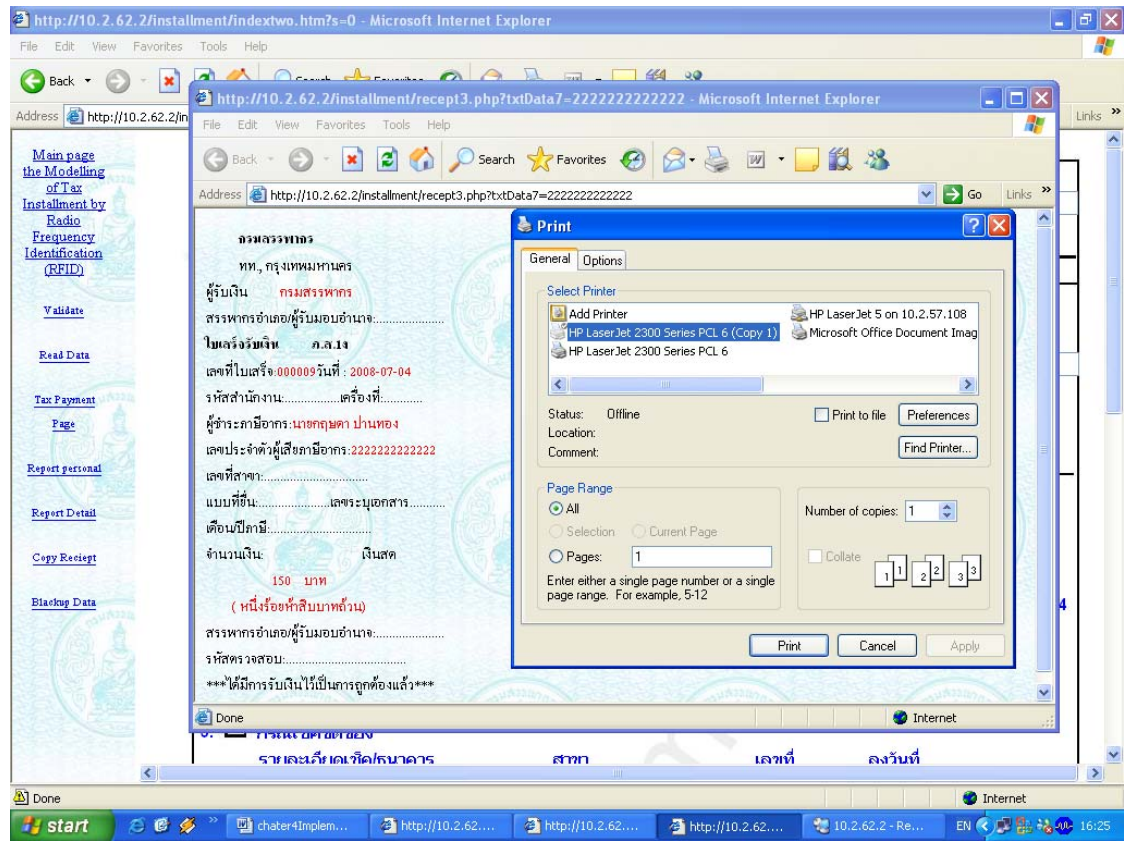 http://10.2.62.2/installment/indextwo.htm?s=0 - Microsoft Internet Explorer
File Edit View Favorites Tools Help
Back
Address http://10.2.62.2/in
Links
Main page
the Modelling
of Tax
Installment by
Radio
Frequency
Identification
(RFID)
Validate
Read Data
Tax Payment
Page
Report personal
Report Detail
Copy Reciept
Blackup Data
http://10.2.62.2/installment/recept3.php?txtData7=2222222222222 - Microsoft Internet Explorer
File Edit View Favorites Tools Help
Back Search Favorites
Address http://10.2.62.2/installment/recept3.php?txtData7=2222222222222 Go Links
กรมสรรพากร
ทท., กรุงเทพมหานคร
ผู้รับเงิน กรมสรรพากร
สรรพากรอำเภอ/ผู้รับมอบอำนาจ:....................
ใบเสร็จรับเงิน ภ.ส.1ง
เลขที่ใบเสร็จ:000009วันที่ : 2008-07-04
รหัสสำนักงาน:................เครื่องที่:............
ผู้ชำระภาษีอากร:นายกฤษดา ปานทอง
เลขประจำตัวผู้เสียภาษีอากร:2222222222222
เลขที่สาขา:...............................
แบบที่ยื่น:.....................เลขระบุเอกสาร..........
เดือน/ปีภาษี:.............................
จำนวนเงิน: เงินสด
150 บาท
( หนึ่งร้อยห้าสิบบาทถ้วน)
สรรพากรอำเภอ/ผู้รับมอบอำนาจ:....................
รหัสตรวจสอบ:...................................
***ได้มีการรับเงินไว้เป็นการถูกต้องแล้ว***
Done Internet
Print
General Options
Select Printer
Add Printer HP LaserJet 5 on 10.2.57.108
HP LaserJet 2300 Series PCL 6 (Copy 1) Microsoft Office Document Imag
HP LaserJet 2300 Series PCL 6
Status: Offline Print to file Preferences
Location:
Comment: Find Printer...
Page Range
All Number of copies: 1
Selection Current Page
Pages: 1 Collate
1 1 2 2 3 3
Enter either a single page number or a single
page range. For example, 5-12
Print Cancel Apply
4
รายละเอียดเช็ค/ธนาคาร สาขา เลขที่ ลงวันที่
Done Internet
start chater4Implem... http://10.2.62.... http://10.2.62.... http://10.2.62.... 10.2.62.2 - Re... EN 16:25